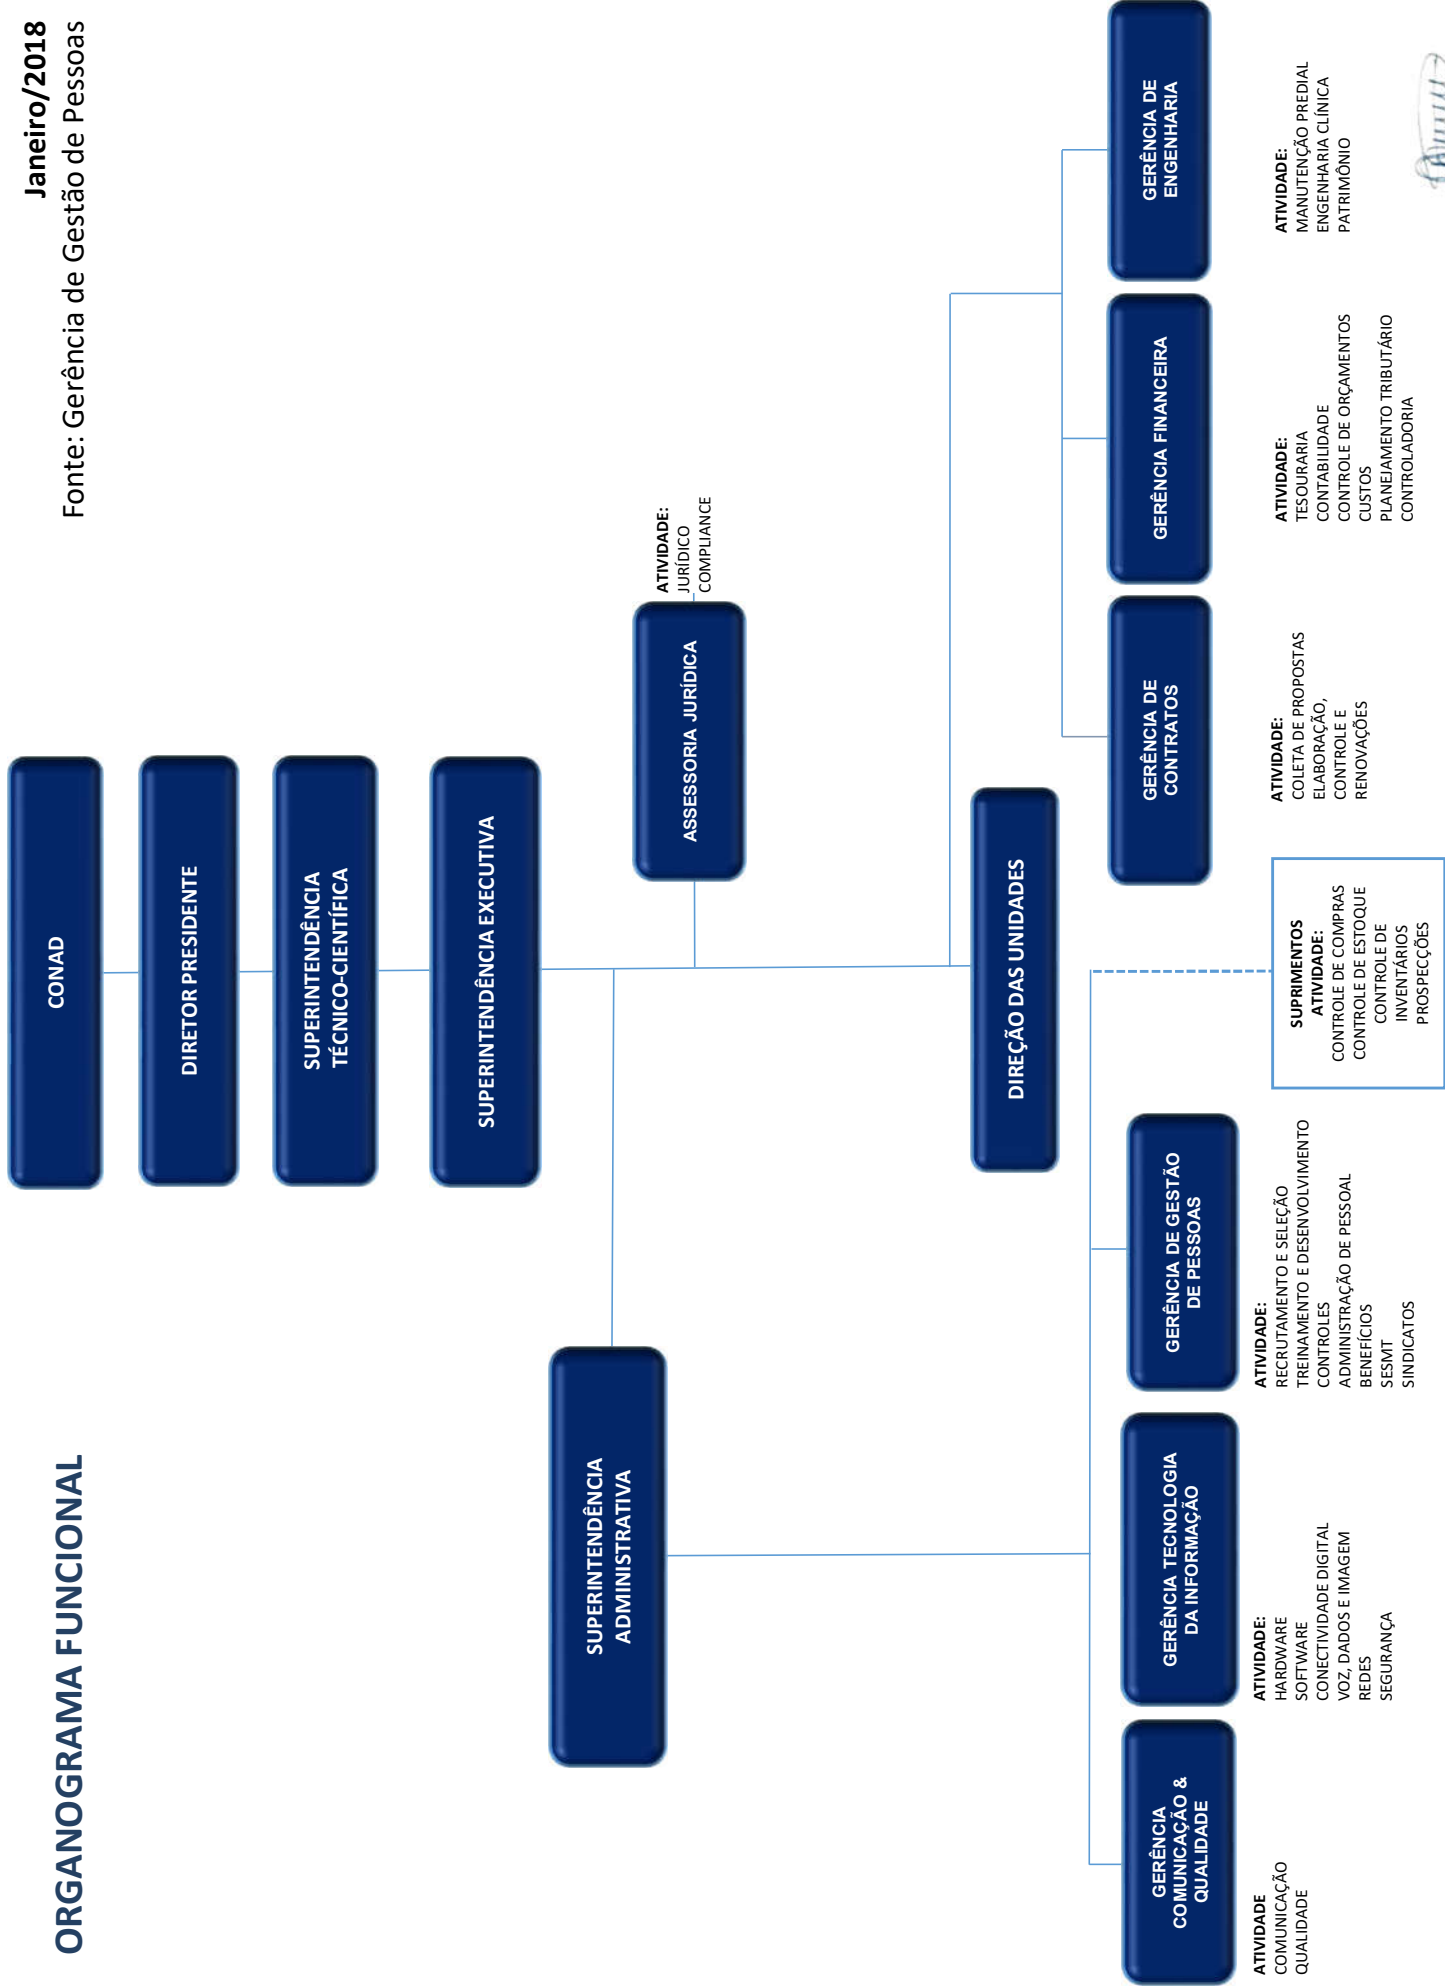 ORGANOGRAMA FUNCIONAL
Janeiro/2018
Fonte: Gerência de Gestão de Pessoas
CONAD
DIRETOR PRESIDENTE
SUPERINTENDÊNCIA
TÉCNICO-CIENTÍFICA
SUPERINTENDÊNCIA EXECUTIVA
SUPERINTENDÊNCIA
ADMINISTRATIVA
ASSESSORIA JURÍDICA
ATIVIDADE:
JURÍDICO
COMPLIANCE
DIREÇÃO DAS UNIDADES
GERÊNCIA
COMUNICAÇÃO &
QUALIDADE
ATIVIDADE
COMUNICAÇÃO
QUALIDADE
GERÊNCIA TECNOLOGIA
DA INFORMAÇÃO
ATIVIDADE:
HARDWARE
SOFTWARE
CONECTIVIDADE DIGITAL
VOZ, DADOS E IMAGEM
REDES
SEGURANÇA
GERÊNCIA DE GESTÃO
DE PESSOAS
ATIVIDADE:
RECRUTAMENTO E SELEÇÃO
TREINAMENTO E DESENVOLVIMENTO
CONTROLES
ADMINISTRAÇÃO DE PESSOAL
BENEFÍCIOS
SESMT
SINDICATOS
SUPRIMENTOS
ATIVIDADE:
CONTROLE DE COMPRAS
CONTROLE DE ESTOQUE
CONTROLE DE
INVENTÁRIOS
PROSPECÇÕES
GERÊNCIA DE
CONTRATOS
ATIVIDADE:
COLETA DE PROPOSTAS
ELABORAÇÃO,
CONTROLE E
RENOVAÇÕES
GERÊNCIA FINANCEIRA
ATIVIDADE:
TESOURARIA
CONTABILIDADE
CONTROLE DE ORÇAMENTOS
CUSTOS
PLANEJAMENTO TRIBUTÁRIO
CONTROLADORIA
GERÊNCIA DE
ENGENHARIA
ATIVIDADE:
MANUTENÇÃO PREDIAL
ENGENHARIA CLÍNICA
PATRIMÔNIO